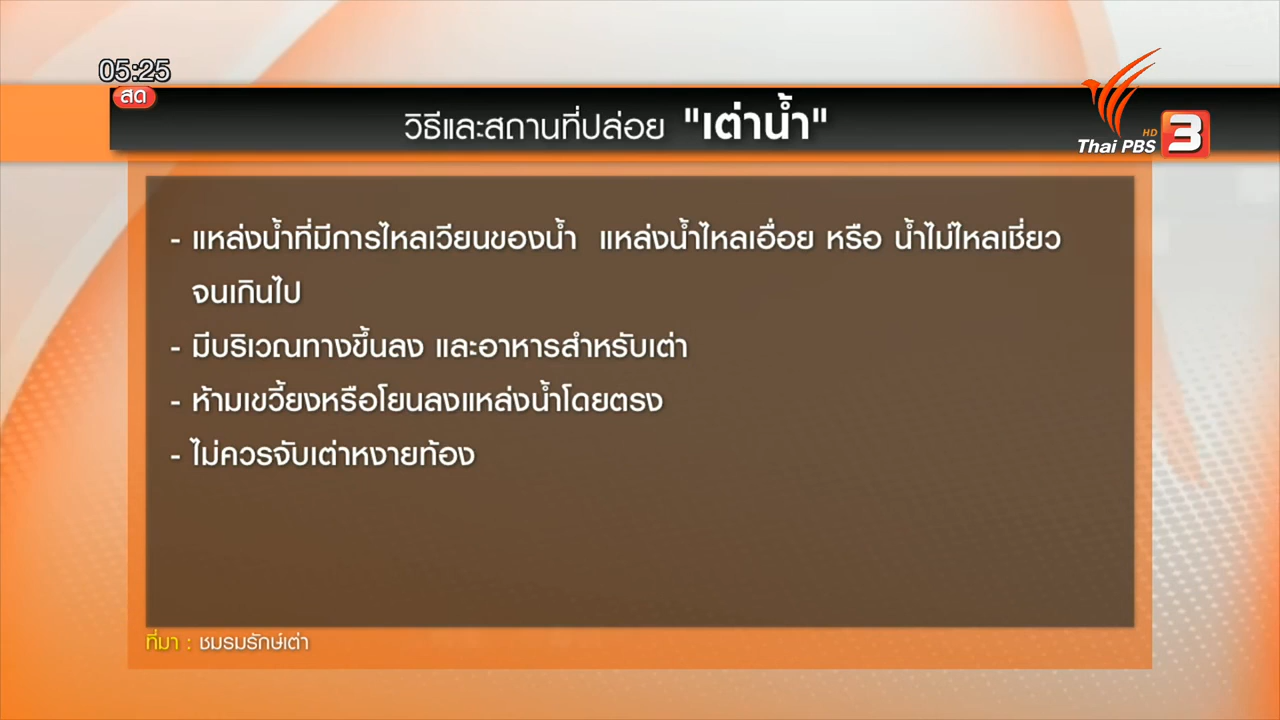 05:25
สด
วิธีและสถานที่ปล่อย "เต่าน้ำ"
HD
Thai PBS 3
- แหล่งน้ำที่มีการไหลเวียนของน้ำ แหล่งน้ำไหลเอื่อย หรือ น้ำไม่ไหลเชี่ยว
จนเกินไป
- มีบริเวณทางขึ้นลง และอาหารสำหรับเต่า
- ห้ามเขวี้ยงหรือโยนลงแหล่งน้ำโดยตรง
- ไม่ควรจับเต่าหงายท้อง
ที่มา : ชมรมรักษ์เต่า